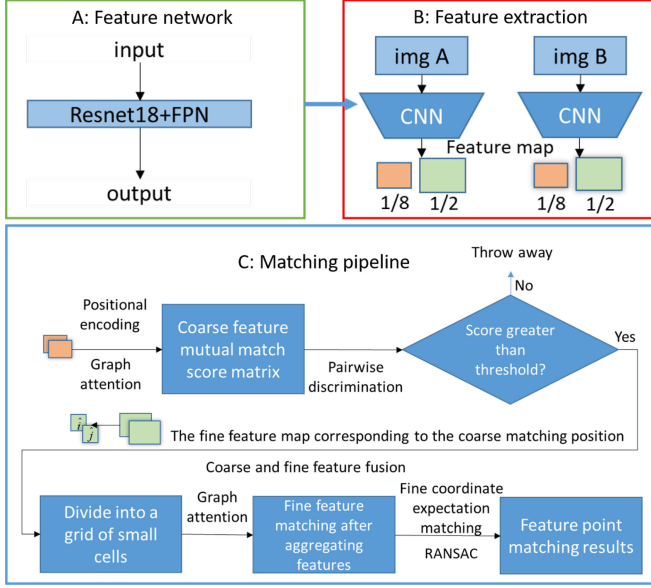 A: Feature network
input
Resnet18+FPN
output
B: Feature extraction
img A
img B
CNN
CNN
Feature map
1/8
1/2
1/8
1/2
C: Matching pipeline
Throw away
No
Positional
encoding
Graph
attention
Coarse feature
mutual match
score matrix
Pairwise
discrimination
Score greater
than
threshold?
Yes
î
ĵ
The fine feature map corresponding to the coarse matching position
Coarse and fine feature fusion
Divide into a
grid of small
cells
Graph
attention
Fine feature
matching after
aggregating
features
Fine coordinate
expectation
matching
RANSAC
Feature point
matching results